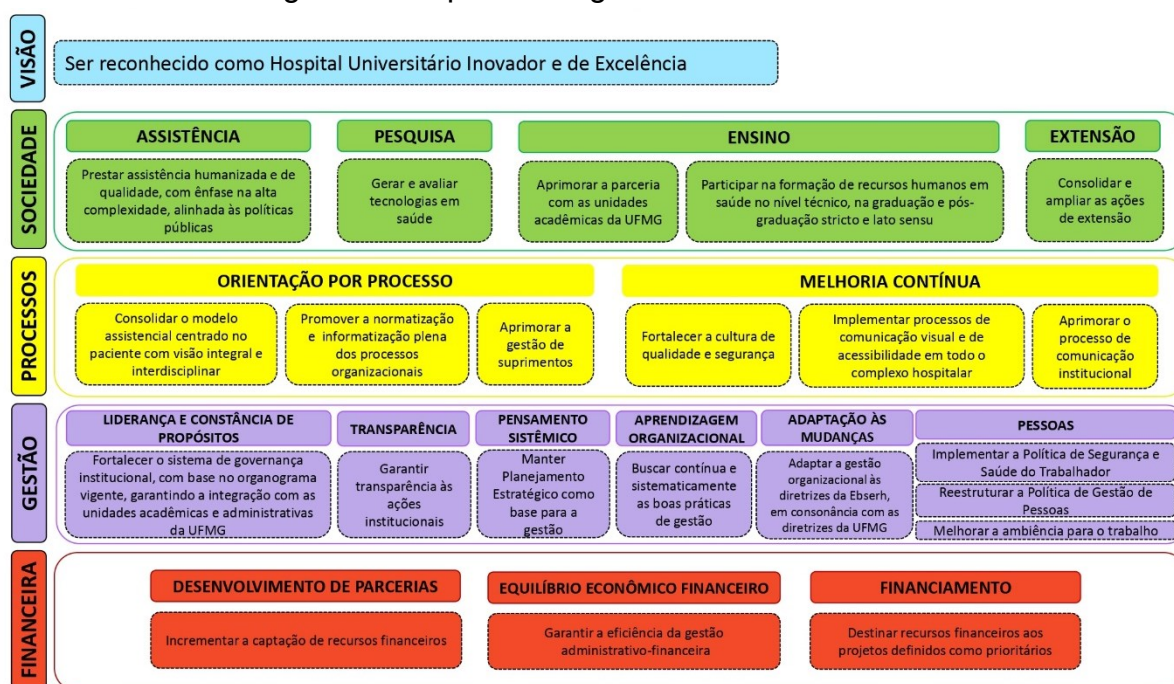 VISÃO
Ser reconhecido como Hospital Universitário Inovador e de Excelência
SOCIEDADE
ASSISTÊNCIA
Prestar assistência humanizada e de
qualidade, com ênfase na alta
complexidade, alinhada às políticas
públicas
PESQUISA
Gerar e avaliar
tecnologias em
saúde
ENSINO
Aprimorar a parceria
com as unidades
acadêmicas da UFMG
Participar na formação de recursos humanos em
saúde no nível técnico, na graduação e pós-
graduação stricto e lato sensu
EXTENSÃO
Consolidar e
ampliar as ações
de extensão
PROCESSOS
ORIENTAÇÃO POR PROCESSO
Consolidar o modelo
assistencial centrado no
paciente com visão integral e
interdisciplinar
Promover a normatização
e informatização plena
dos processos
organizacionais
Aprimorar a
gestão de
suprimentos
MELHORIA CONTÍNUA
Fortalecer a cultura de
qualidade e segurança
Implementar processos de
comunicação visual e de
acessibilidade em todo o
complexo hospitalar
Aprimorar o
processo de
comunicação
institucional
GESTÃO
LIDERANÇA E CONSTÂNCIA DE
PROPÓSITOS
Fortalecer o sistema de governança
institucional, com base no organograma
vigente, garantindo a integração com as
unidades acadêmicas e administrativas
da UFMG
TRANSPARÊNCIA
Garantir
transparência às
ações
institucionais
PENSAMENTO
SISTÊMICO
Manter
Planejamento
Estratégico como
base para a
gestão
APRENDIZAGEM
ORGANIZACIONAL
Buscar contínua e
sistematicamente
as boas práticas
de gestão
ADAPTAÇÃO ÀS
MUDANÇAS
Adaptar a gestão
organizacional às
diretrizes da Ebserh,
em consonância com as
diretrizes da UFMG
PESSOAS
Implementar a Política de Segurança e
Saúde do Trabalhador
Reestruturar a Política de Gestão de
Pessoas
Melhorar a ambiência para o trabalho
FINANCEIRA
DESENVOLVIMENTO DE PARCERIAS
Incrementar a captação de recursos financeiros
EQUILÍBRIO ECONÔMICO FINANCEIRO
Garantir a eficiência da gestão
administrativo-financeira
FINANCIAMENTO
Destinar recursos financeiros aos
projetos definidos como prioritários